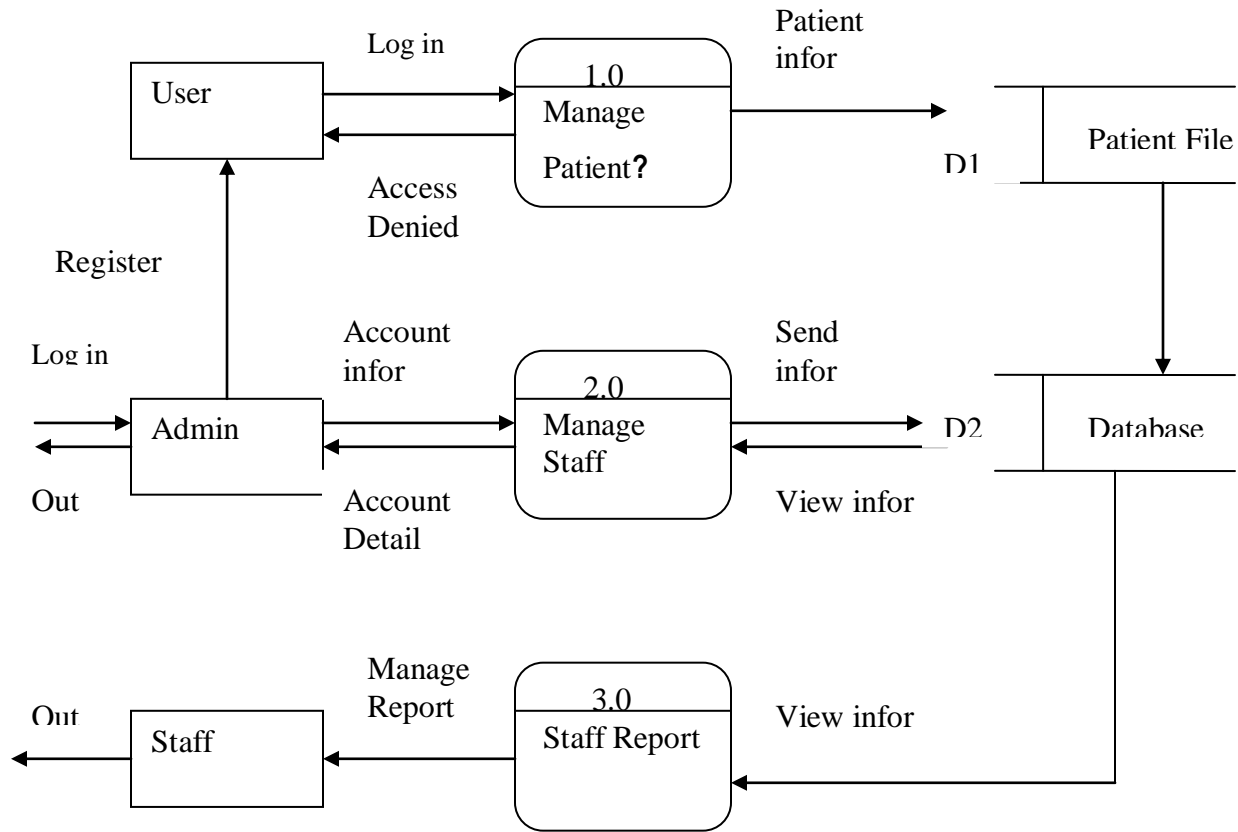 Log in
Patient
infor
User
1.0
Manage
Patient?
Patient File
D1
Access
Denied
Register
Log in
Account
infor
Send
infor
Admin
2.0
Manage
Staff
D2
Database
Out
Account
Detail
View infor
Manage
Report
Out
Staff
3.0
Staff Report
View infor